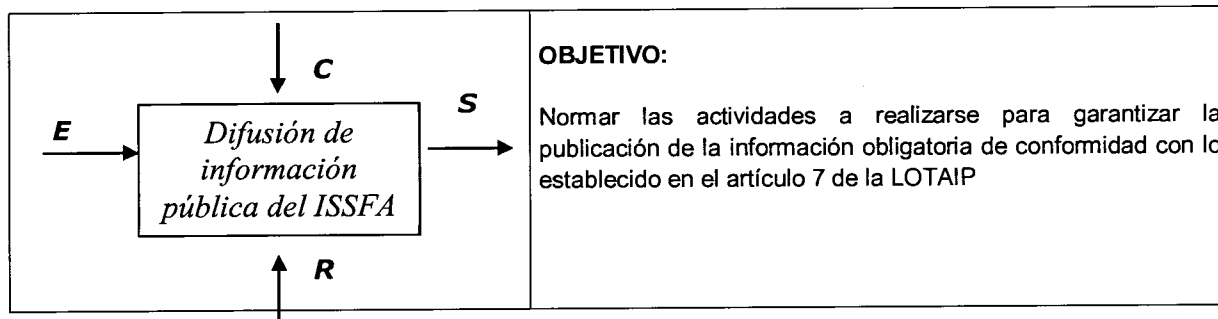 C
E
S
Difusión de
información
pública del ISSFA
R
OBJETIVO:
Normar las actividades a realizarse para garantizar la
publicación de la información obligatoria de conformidad con lo
establecido en el artículo 7 de la LOTAIP